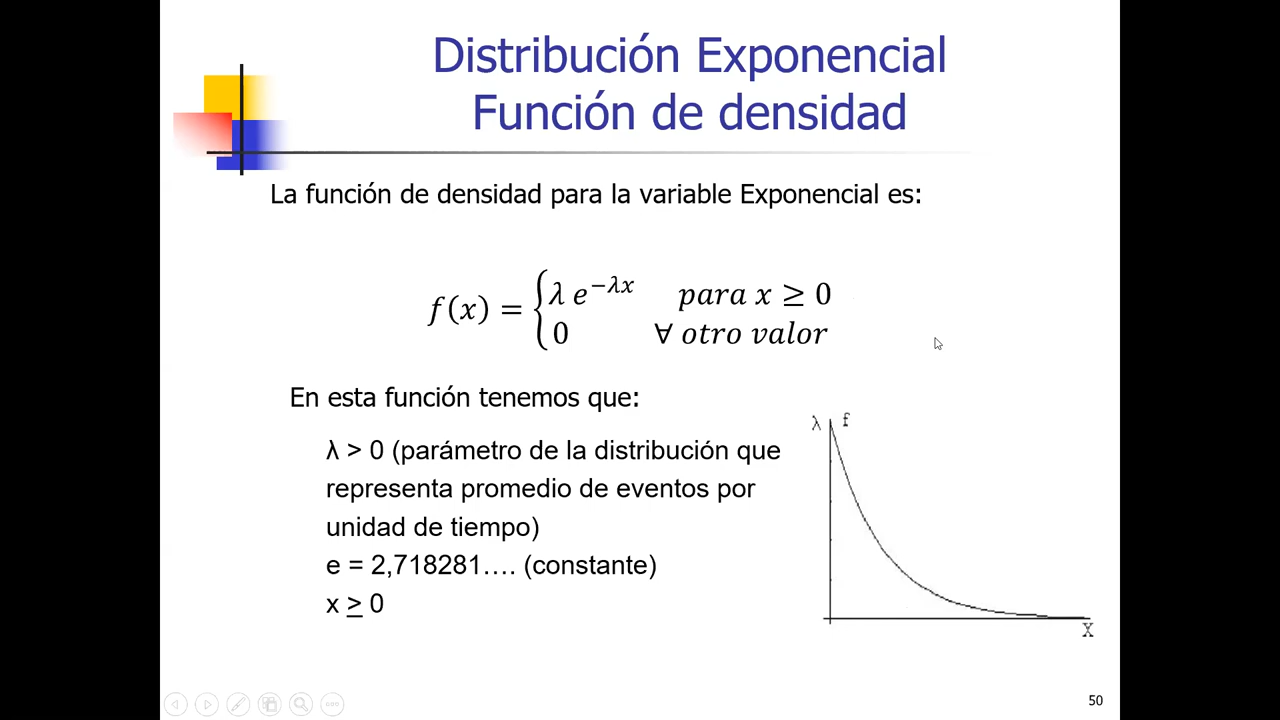 Distribución Exponencial
Función de densidad
La función de densidad para la variable Exponencial es:
f(x) = { λ e^{−λx} para x ≥ 0
0 ∀ otro valor
En esta función tenemos que:
λ > 0 (parámetro de la distribución que
representa promedio de eventos por
unidad de tiempo)
e = 2,718281…. (constante)
x ≥ 0
λ f
X
50